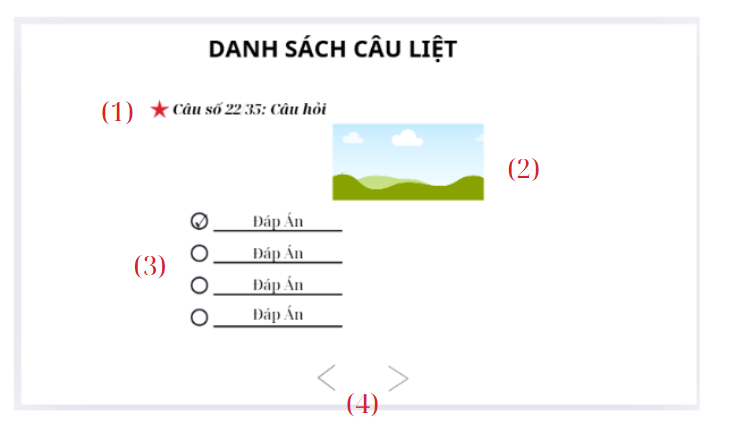 DANH SÁCH CÂU LIỆT
(1) Câu số 22 35: Câu hỏi
(2)
Đáp Án
Đáp Án
(3)
Đáp Án
Đáp Án
(4)